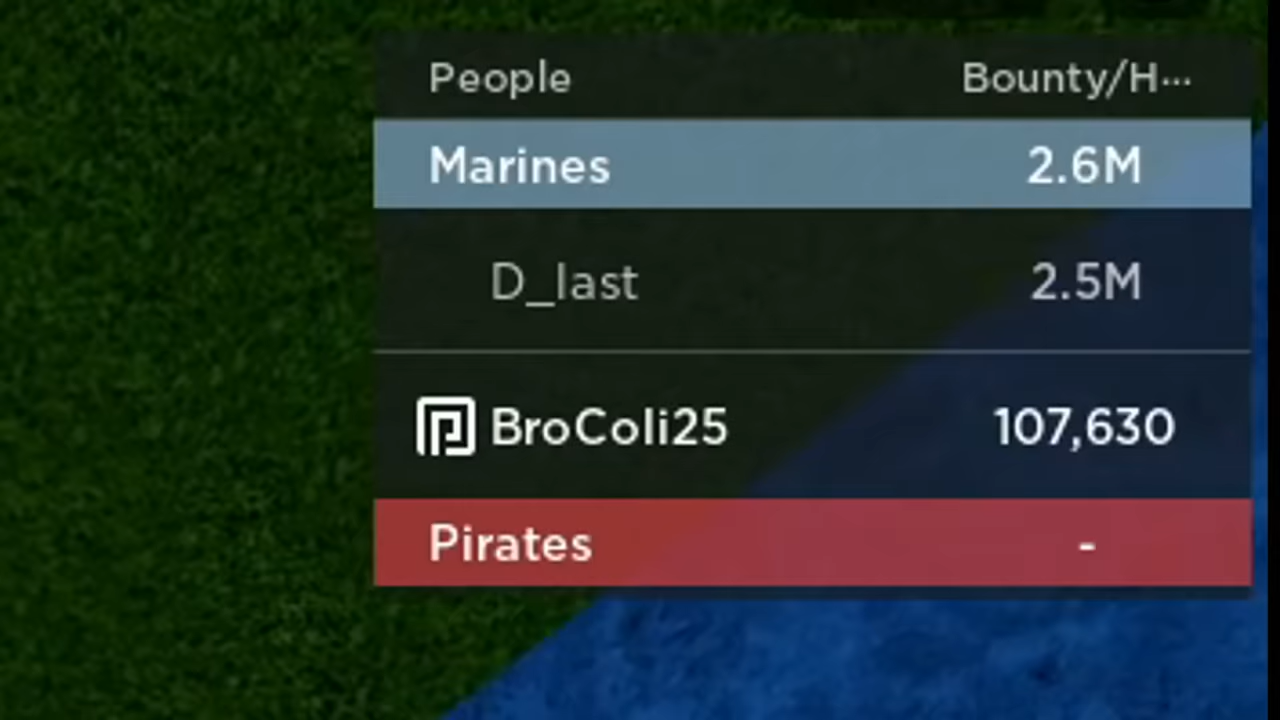 People Bounty/H...
Marines 2.6M
D_last 2.5M
BroColi25 107,630
Pirates -